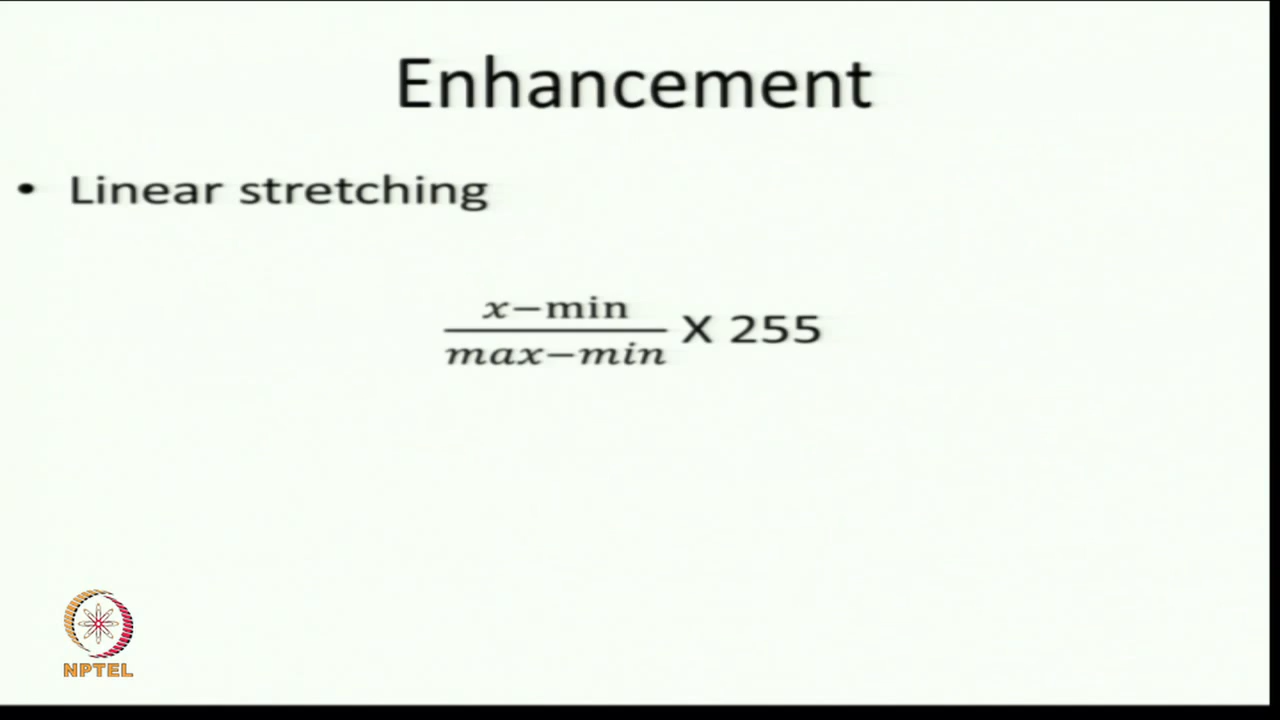 Enhancement
• Linear stretching
x−min
max−min X 255
NPTEL